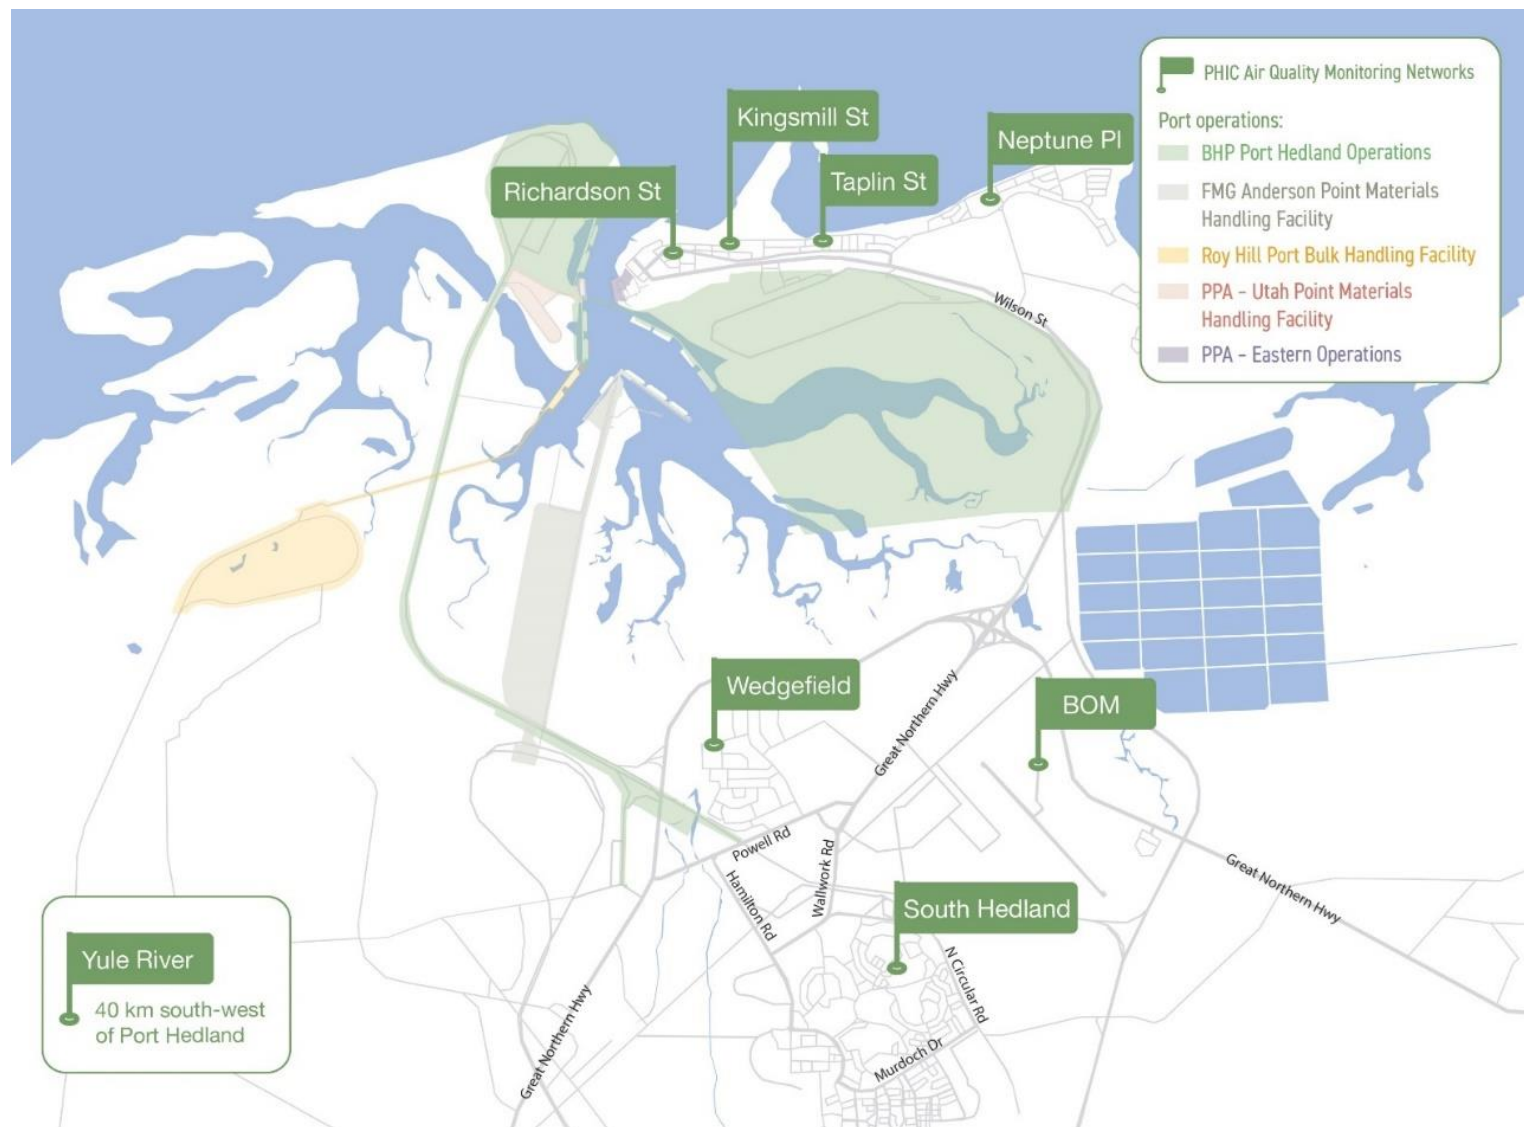 PHIC Air Quality Monitoring Networks
Port operations:
BHP Port Hedland Operations
FMG Anderson Point Materials
Handling Facility
Roy Hill Port Bulk Handling Facility
PPA – Utah Point Materials
Handling Facility
PPA – Eastern Operations
Kingsmill St
Neptune Pl
Taplin St
Richardson St
Wilson St
Wedgefield
BOM
Great Northern Hwy
Powell Rd
Wallwork Rd
Hamilton Rd
South Hedland
Great Northern Hwy
N Circular Rd
Murdoch Dr
Great Northern Hwy
Yule River
40 km south-west
of Port Hedland